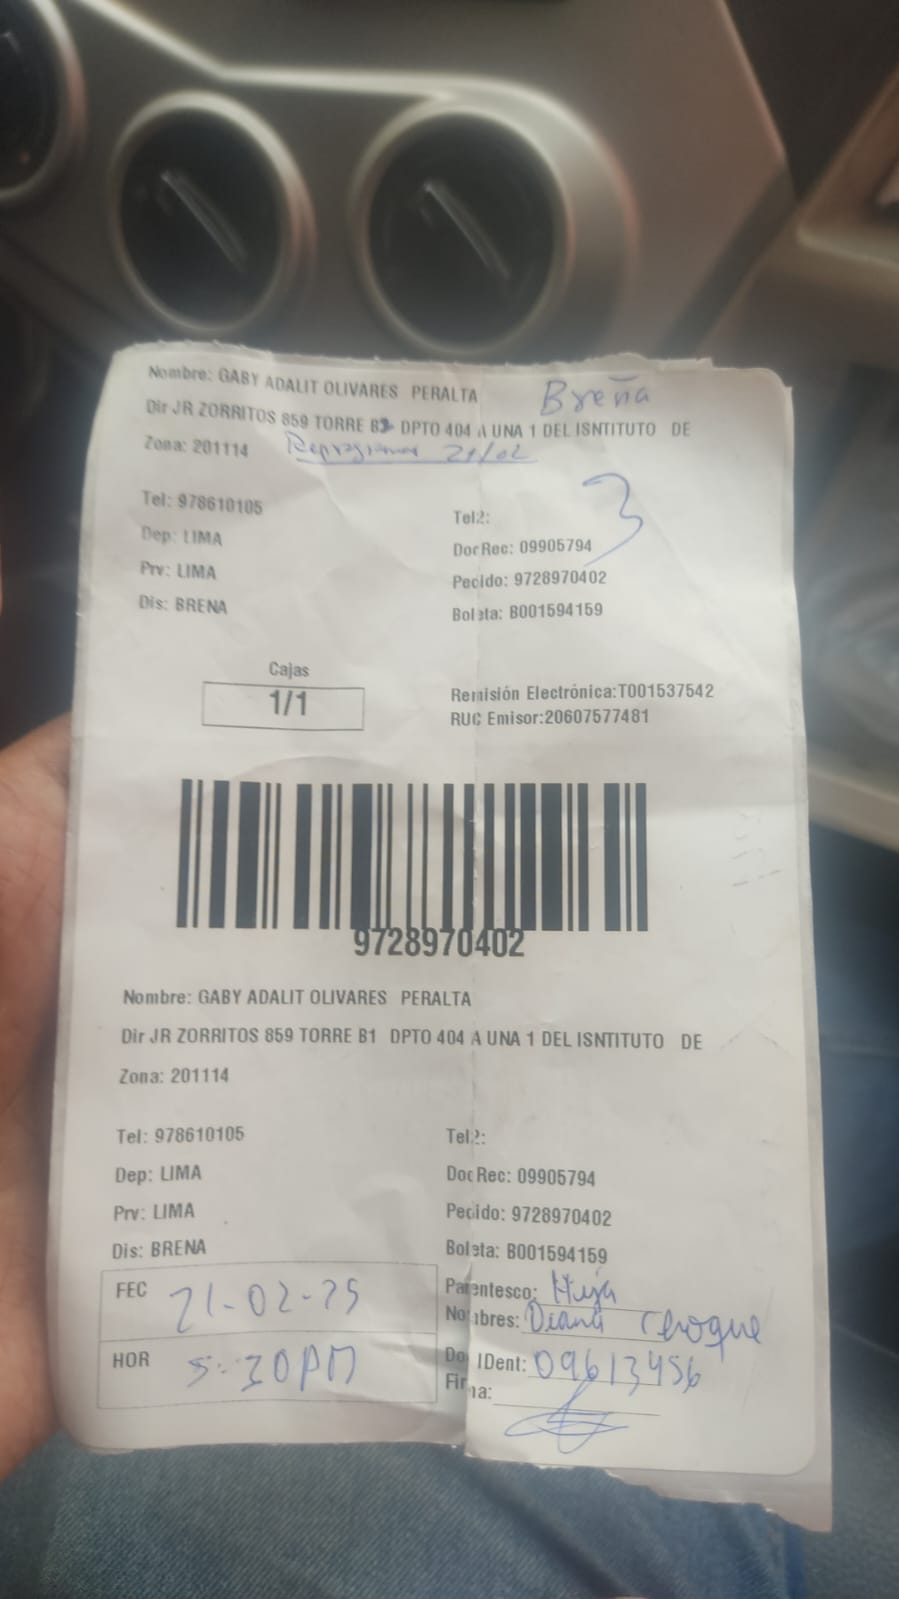 Nombre: GABY ADALIT OLIVARES PERALTA Breña
Dir JR ZORRITOS 859 TORRE B DPTO 404 A UNA 1 DEL ISNTITUTO DE
Zona: 201114 21/02
3
Tel: 978610105 Tel2:
Dep: LIMA Doc Rec: 09905794
Prv: LIMA Pedido: 9728970402
Dis: BRENA Boleta: B001594159
Cajas
1/1
Remisión Electrónica:T001537542
RUC Emisor:20607577481
9728970402
Nombre: GABY ADALIT OLIVARES PERALTA
Dir JR ZORRITOS 859 TORRE B1 DPTO 404 A UNA 1 DEL ISNTITUTO DE
Zona: 201114
Tel: 978610105 Tel2:
Dep: LIMA Doc Rec: 09905794
Prv: LIMA Pedido: 9728970402
Dis: BRENA Boleta: B001594159
FEC 21-02-25
Parentesco: Hija
Nombres: Diana Choque
HOR 5:30PM
Doc IDent: 09613456
Firma: